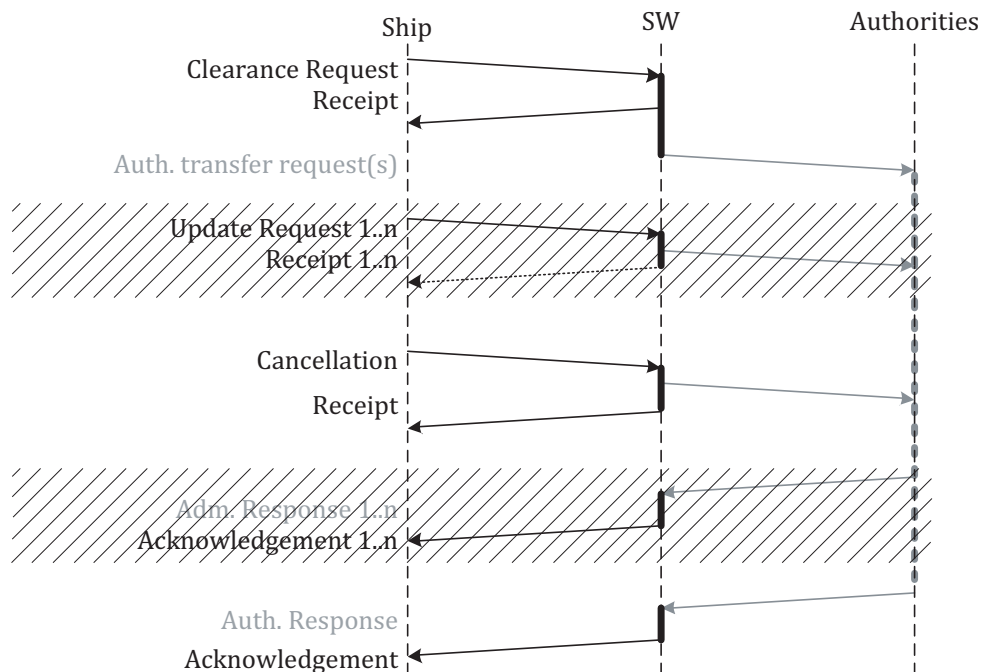 Ship
SW
Authorities
Clearance Request
Receipt
Auth. transfer request(s)
Update Request 1..n
Receipt 1..n
Cancellation
Receipt
Adm. Response 1..n
Acknowledgement 1..n
Auth. Response
Acknowledgement